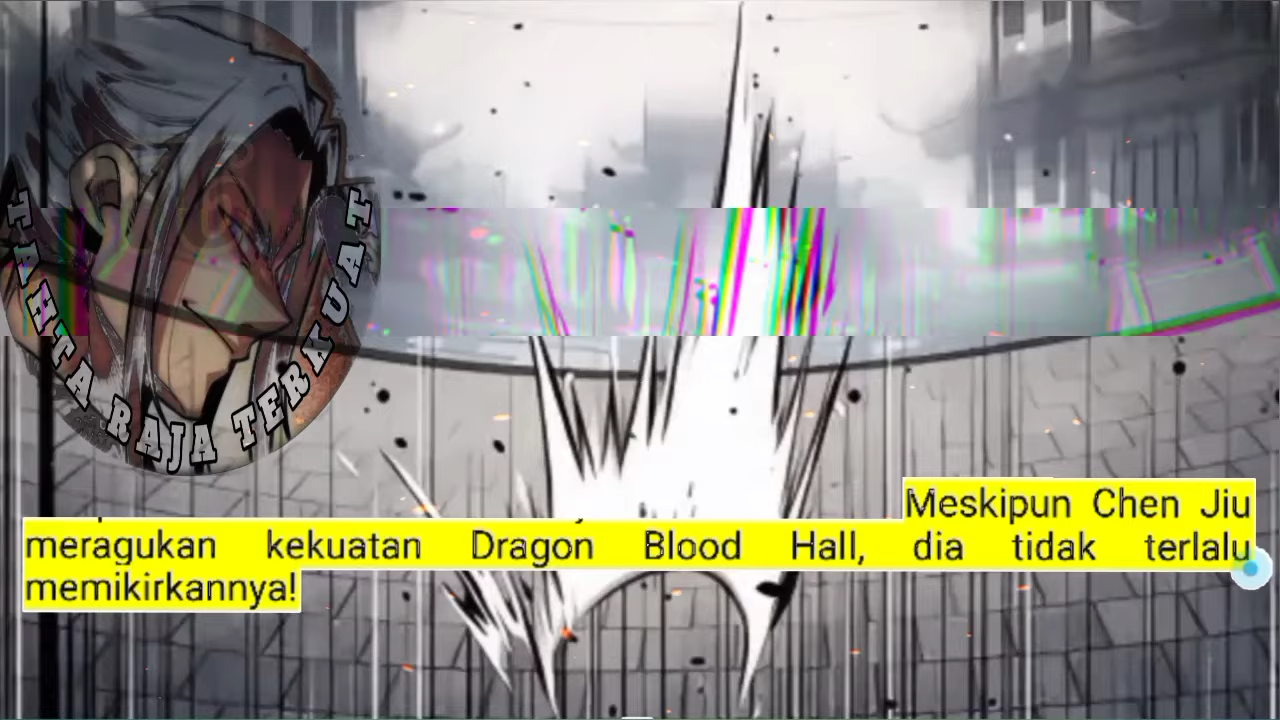 TAHTA RAJA TERKUAT
Meskipun Chen Jiu
meragukan kekuatan Dragon Blood Hall, dia tidak terlalu
memikirkannya!